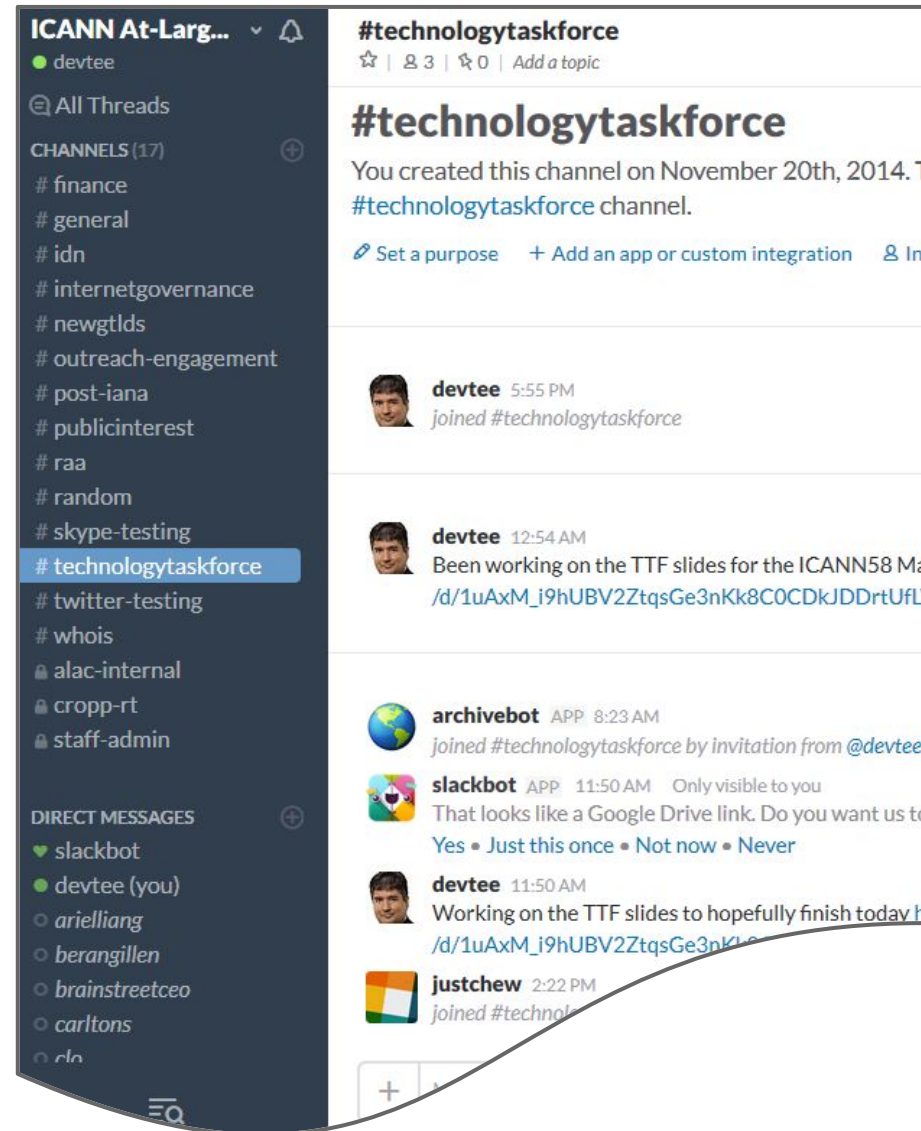 ICANN At-Larg...
devtee
All Threads
CHANNELS (17)
# finance
# general
# idn
# internetgovernance
# newgtlds
# outreach-engagement
# post-iana
# publicinterest
# raa
# random
# skype-testing
# technologytaskforce
# twitter-testing
# whois
alac-internal
cropp-rt
staff-admin
DIRECT MESSAGES
slackbot
devtee (you)
arielliang
berangillen
brainstreetceo
carltons
clo
#technologytaskforce
| 3 | 0 | Add a topic
#technologytaskforce
You created this channel on November 20th, 2014.
#technologytaskforce channel.
Set a purpose + Add an app or custom integration
devtee 5:55 PM
joined #technologytaskforce
devtee 12:54 AM
Been working on the TTF slides for the ICANN58
/d/1uAxM_i9hUBV2ZtqsGe3nKk8C0CDkJDDrtUfL
archivebot APP 8:23 AM
joined #technologytaskforce by invitation from @devtee
slackbot APP 11:50 AM Only visible to you
That looks like a Google Drive link. Do you want us
Yes • Just this once • Not now • Never
devtee 11:50 AM
Working on the TTF slides to hopefully finish today
/d/1uAxM_i9hUBV2ZtqsGe3nKk
justchew 2:22 PM
joined #technolo
+